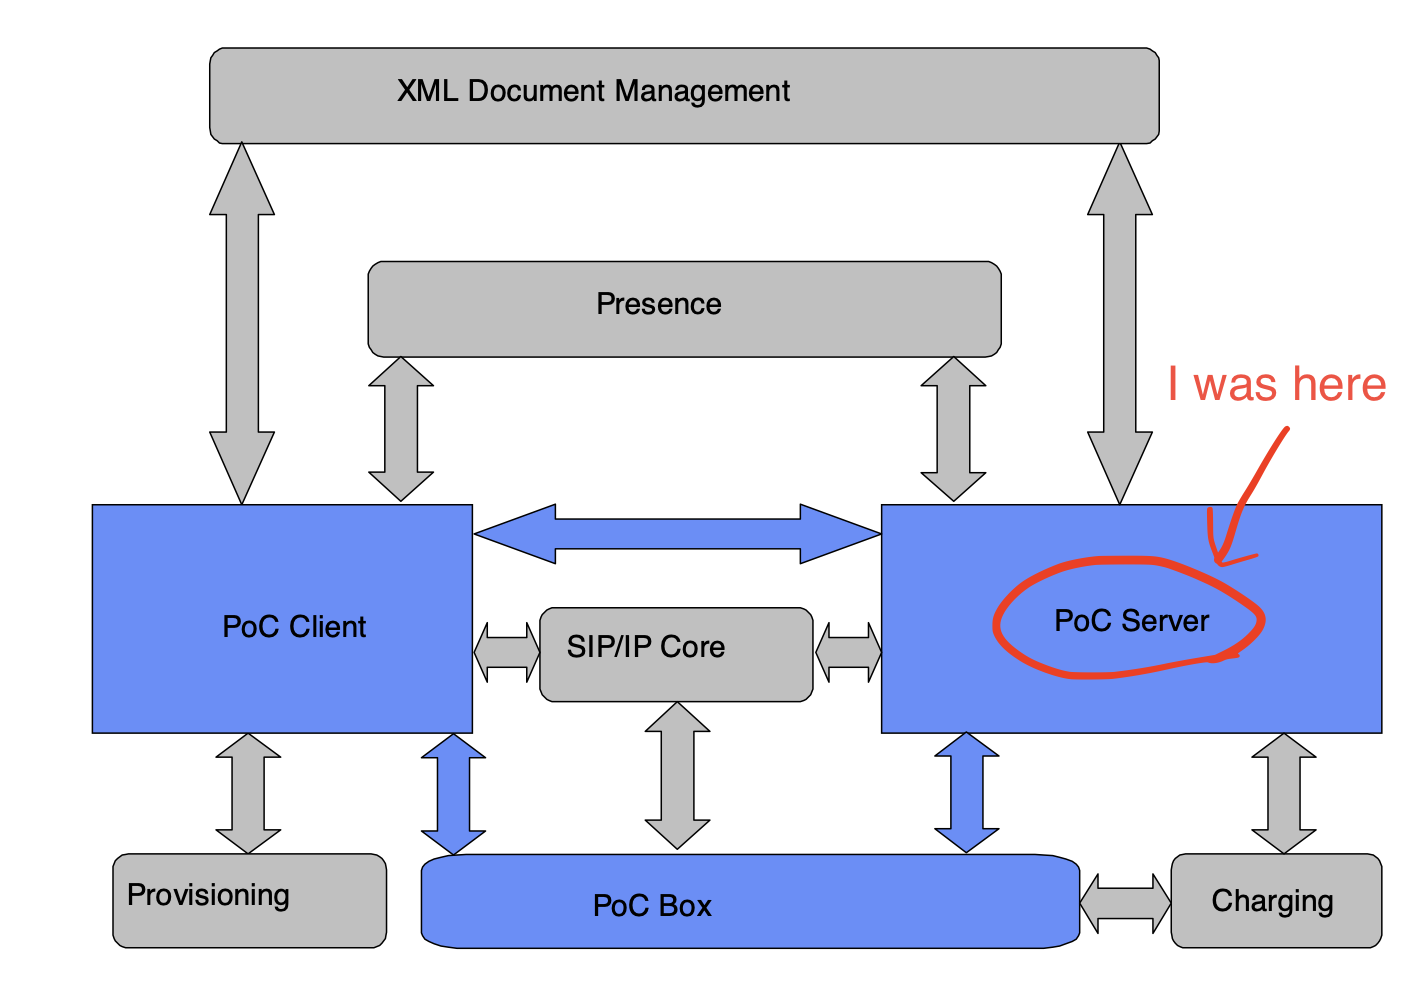 XML Document Management
Presence
I was here
PoC Client
SIP/IP Core
PoC Server
Provisioning
PoC Box
Charging